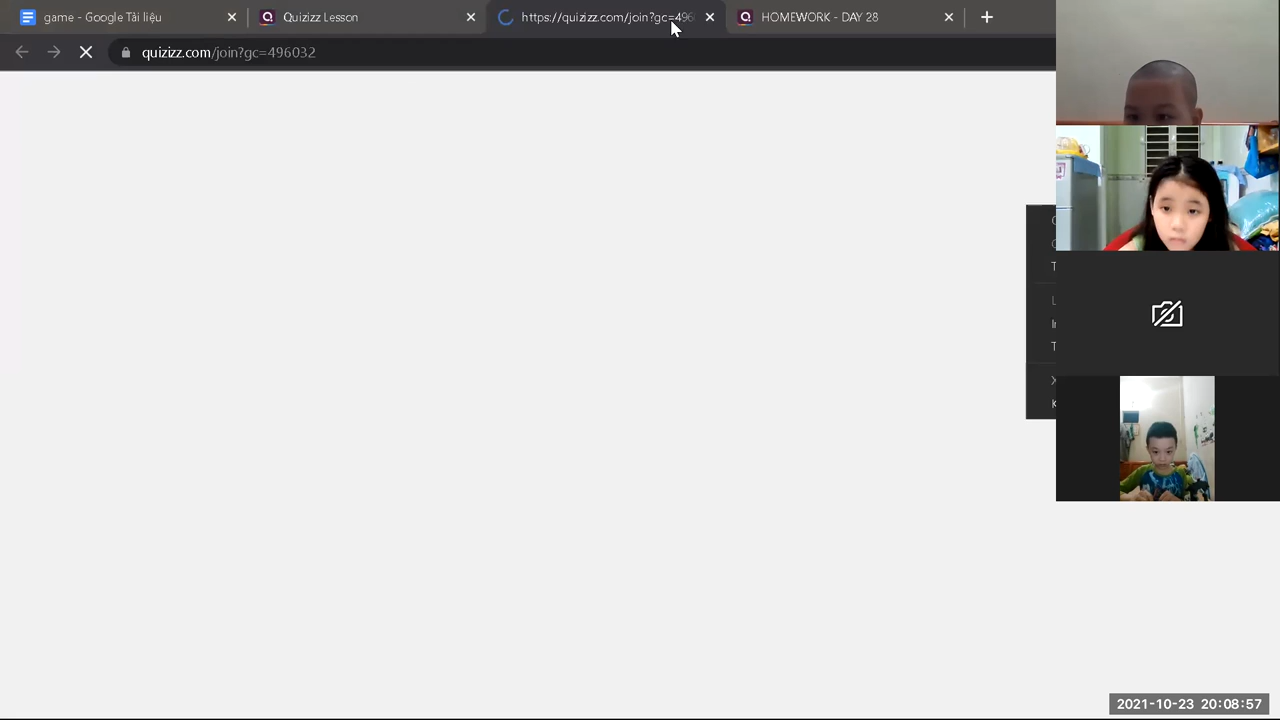 game - Google Tài liệu
Quizizz Lesson
https://quizizz.com/join?gc=496
HOMEWORK - DAY 28
quizizz.com/join?gc=496032
T
T
2021-10-23 20:08:57